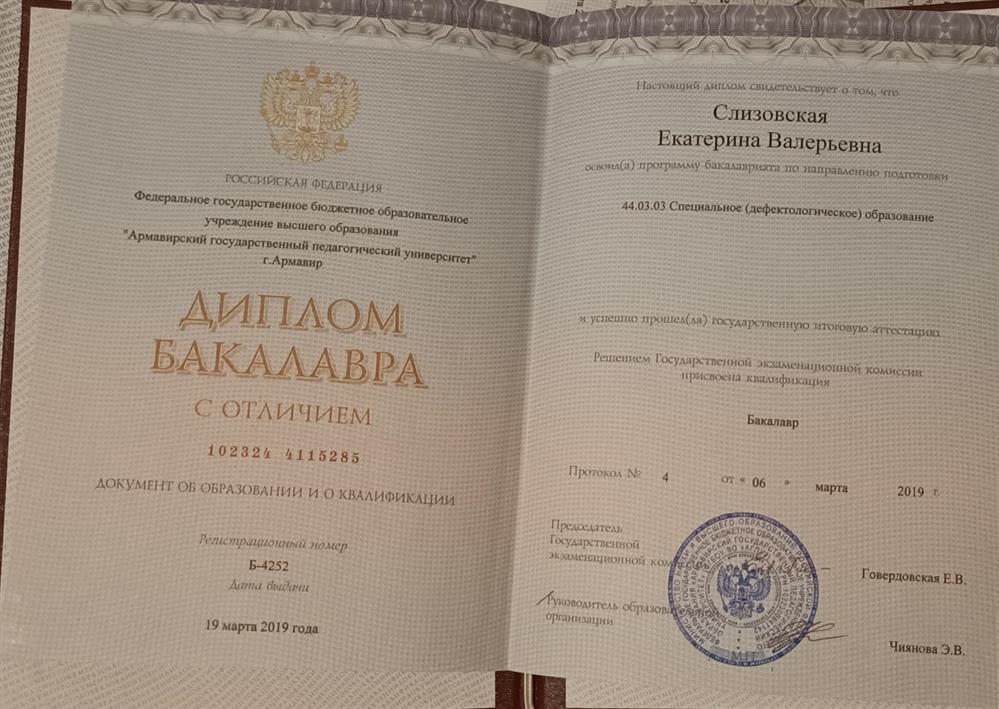 РОССИЙСКАЯ ФЕДЕРАЦИЯ
Федеральное государственное бюджетное образовательное
учреждение высшего образования
"Армавирский государственный педагогический университет"
г.Армавир
ДИПЛОМ
БАКАЛАВРА
С ОТЛИЧИЕМ
102324 4115285
ДОКУМЕНТ ОБ ОБРАЗОВАНИИ И О КВАЛИФИКАЦИИ
Регистрационный номер
Б-4252
Дата выдачи
19 марта 2019 года
Настоящий диплом свидетельствует о том, что
Слизовская
Екатерина Валерьевна
освоил(а) программу бакалавриата по направлению подготовки
44.03.03 Специальное (дефектологическое) образование
и успешно прошел(ла) государственную итоговую аттестацию
Решением Государственной экзаменационной комиссии
присвоена квалификация
Бакалавр
Протокол № 4 от « 06 » марта 2019 г.
Председатель
Государственной
экзаменационной
Говердовская Е.В.
Руководитель
организации
Чиянова Э.В.
М.П.